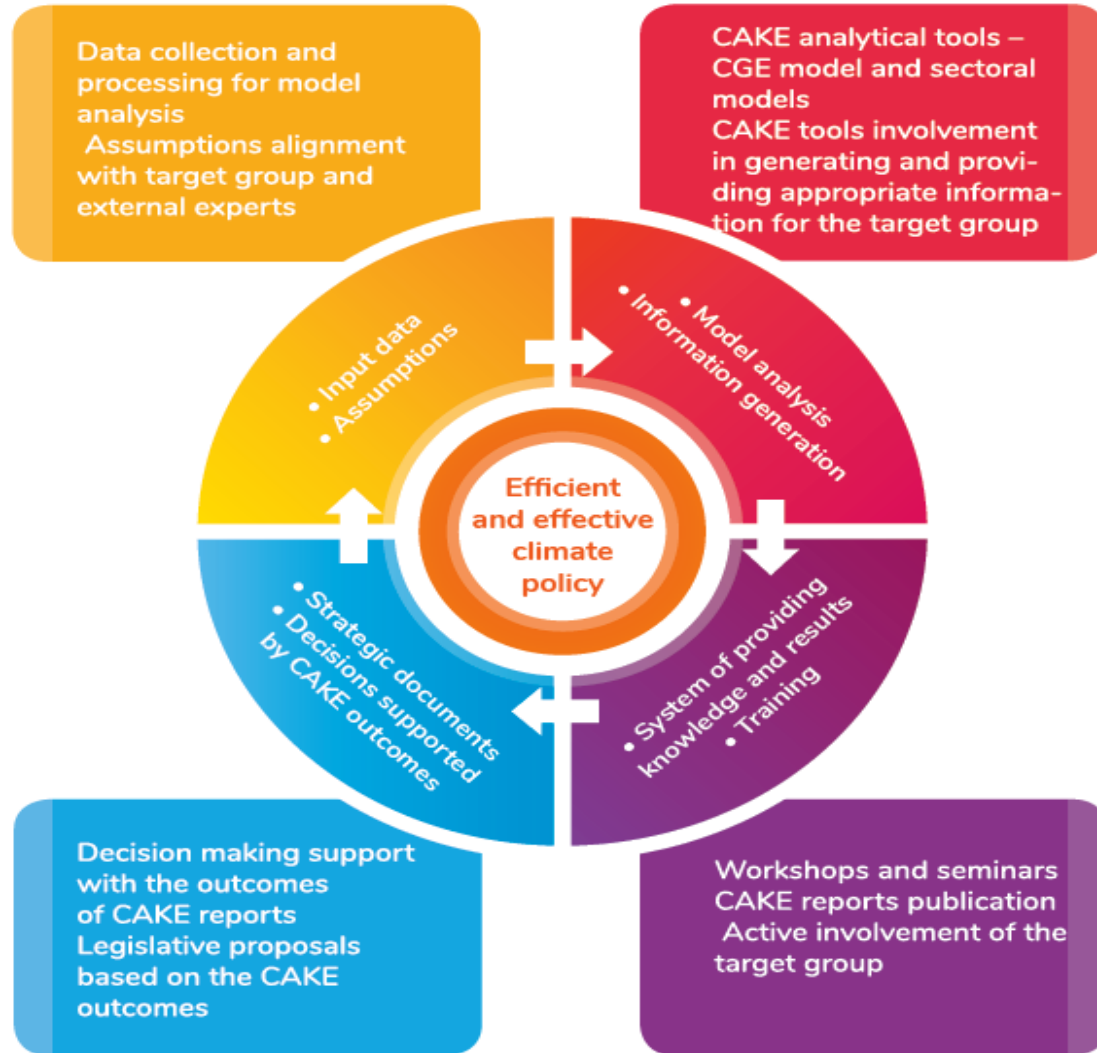 Data collection and
processing for model
analysis
Assumptions alignment
with target group and
external experts
CAKE analytical tools –
CGE model and sectoral
models
CAKE tools involvement
in generating and provi-
ding appropriate informa-
tion for the target group
• Input data
• Assumptions
• Model analysis
• Information generation
Efficient
and effective
climate
policy
• Strategic documents
• Decisions supported
by CAKE outcomes
• System of providing
knowledge and results
• Training
Decision making support
with the outcomes
of CAKE reports
Legislative proposals
based on the CAKE
outcomes
Workshops and seminars
CAKE reports publication
Active involvement of the
target group